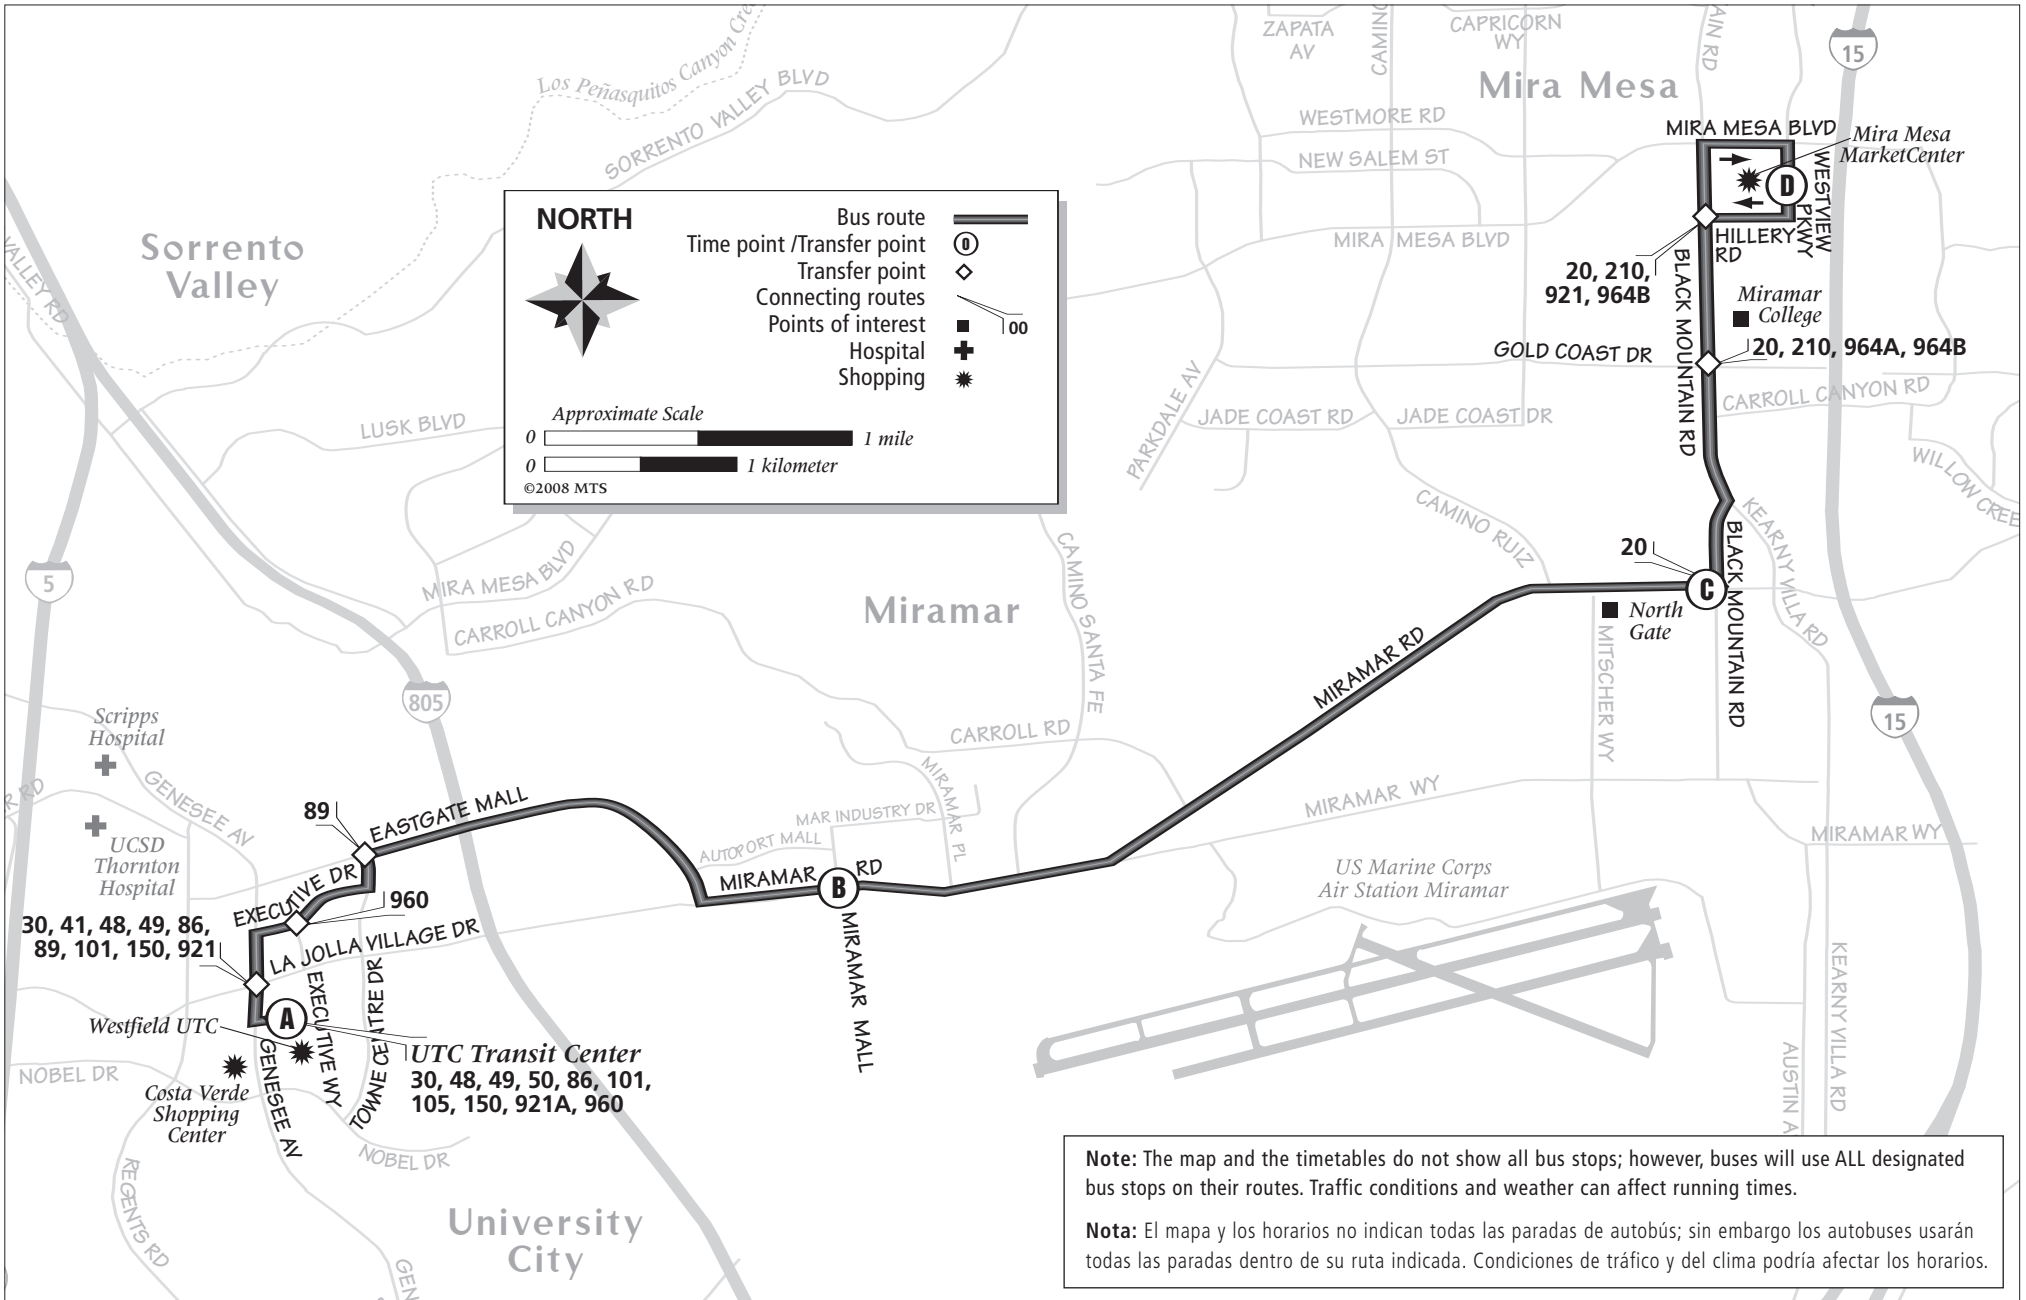 ZAPATA
AV
CAMINO
CAPRICORN
WY
15
Mira Mesa
Los Peñasquitos Canyon
SORRENTO VALLEY BLVD
WESTMORE RD
NEW SALEM ST
MIRA MESA BLVD
Mira Mesa
MarketCenter
D
WESTVIEW
PKWY
HILLERY
RD
MIRA MESA BLVD
BLACK MOUNTAIN RD
20, 210,
921, 964B
Miramar
College
GOLD COAST DR
20, 210, 964A, 964B
CARROLL CANYON RD
PARKDALE AV
JADE COAST RD
JADE COAST DR
WILLOW CREE
CAMINO RUIZ
KEARNY VILLA RD
Sorrento
Valley
VALLEY RD
NORTH
Bus route
Time point /Transfer point
0
Transfer point
Connecting routes
00
Points of interest
Hospital
Shopping
Approximate Scale
0
1 mile
0
1 kilometer
©2008 MTS
LUSK BLVD
5
MIRA MESA BLVD
CARROLL CANYON RD
805
Miramar
CAMINO SANTA FE
20
C
North
Gate
BLACK MOUNTAIN RD
MITSCHER WY
MIRAMAR RD
15
Scripps
Hospital
GENESEE AV
UCSD
Thornton
Hospital
CARROLL RD
MIRAMAR PL
MAR INDUSTRY DR
AUTOPORT MALL
MIRAMAR WY
MIRAMAR WY
US Marine Corps
Air Station Miramar
89
EASTGATE MALL
EXECUTIVE DR
960
MIRAMAR RD
B
MIRAMAR MALL
30, 41, 48, 49, 86,
89, 101, 150, 921
LA JOLLA VILLAGE DR
A
Westfield UTC
EXECUTIVE WY
TOWNE CENTRE DR
UTC Transit Center
30, 48, 49, 50, 86, 101,
105, 150, 921A, 960
NOBEL DR
Costa Verde
Shopping
Center
GENESEE AV
NOBEL DR
REGENTS RD
GEN
University
City
KEARNY VILLA RD
AUSTIN A
Note: The map and the timetables do not show all bus stops; however, buses will use ALL designated
bus stops on their routes. Traffic conditions and weather can affect running times.
Nota: El mapa y los horarios no indican todas las paradas de autobús; sin embargo los autobuses usarán
todas las paradas dentro de su ruta indicada. Condiciones de tráfico y del clima podría afectar los horarios.